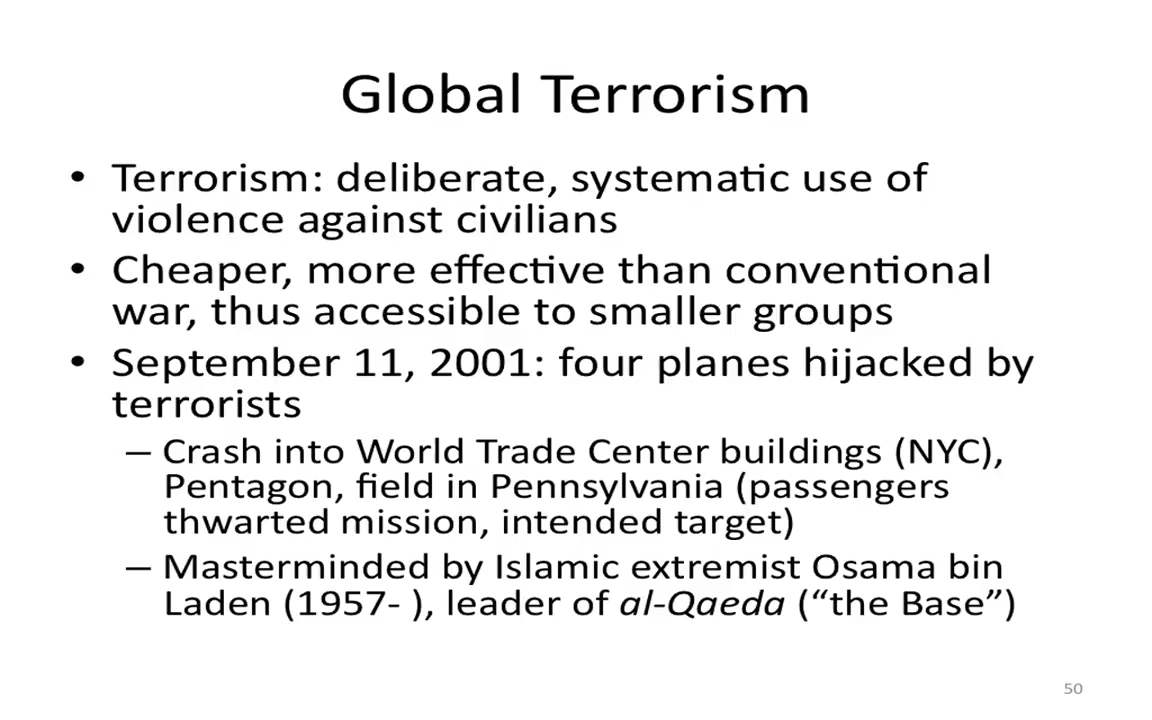 Global Terrorism
• Terrorism: deliberate, systematic use of
violence against civilians
• Cheaper, more effective than conventional
war, thus accessible to smaller groups
• September 11, 2001: four planes hijacked by
terrorists
– Crash into World Trade Center buildings (NYC),
Pentagon, field in Pennsylvania (passengers
thwarted mission, intended target)
– Masterminded by Islamic extremist Osama bin
Laden (1957- ), leader of al-Qaeda (“the Base”)
50